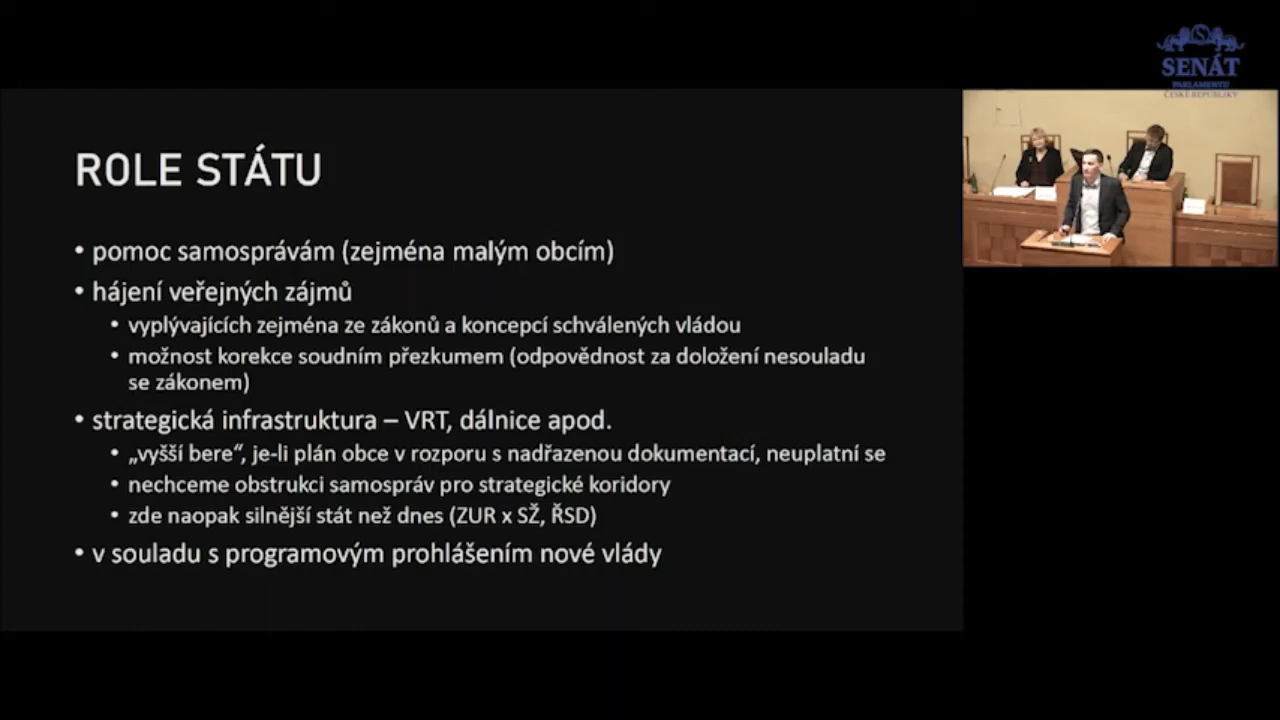 SENÁT
PARLAMENTU
ČESKÉ REPUBLIKY
ROLE STÁTU
• pomoc samosprávám (zejména malým obcím)
• hájení veřejných zájmů
• vyplývajících zejména ze zákonů a koncepcí schválených vládou
• možnost korekce soudním přezkumem (odpovědnost za doložení nesouladu
se zákonem)
• strategická infrastruktura – VRT, dálnice apod.
• „vyšší bere“, je-li plán obce v rozporu s nadřazenou dokumentací, neuplatní se
• nechceme obstrukci samospráv pro strategické koridory
• zde naopak silnější stát než dnes (ZUR x SŽ, ŘSD)
• v souladu s programovým prohlášením nové vlády